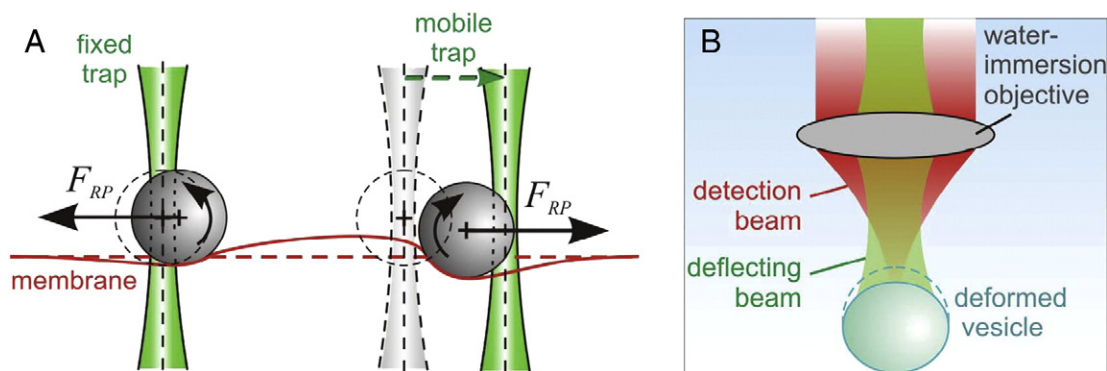 A
fixed
trap
mobile
trap
F_RP
F_RP
membrane
B
water-
immersion
objective
detection
beam
deflecting
beam
deformed
vesicle